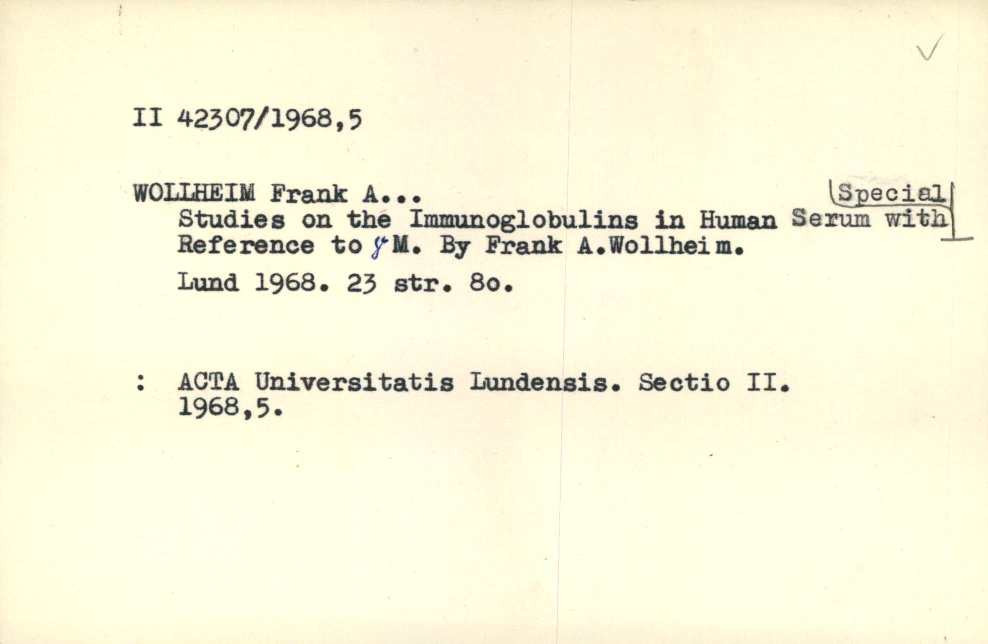 II 42307/1968,5
WOLLHEIM Frank A... Special
Studies on the Immunoglobulins in Human Serum with
Reference to γM. By Frank A.Wollheim.
Lund 1968. 23 str. 8o.
: ACTA Universitatis Lundensis. Sectio II.
1968,5.